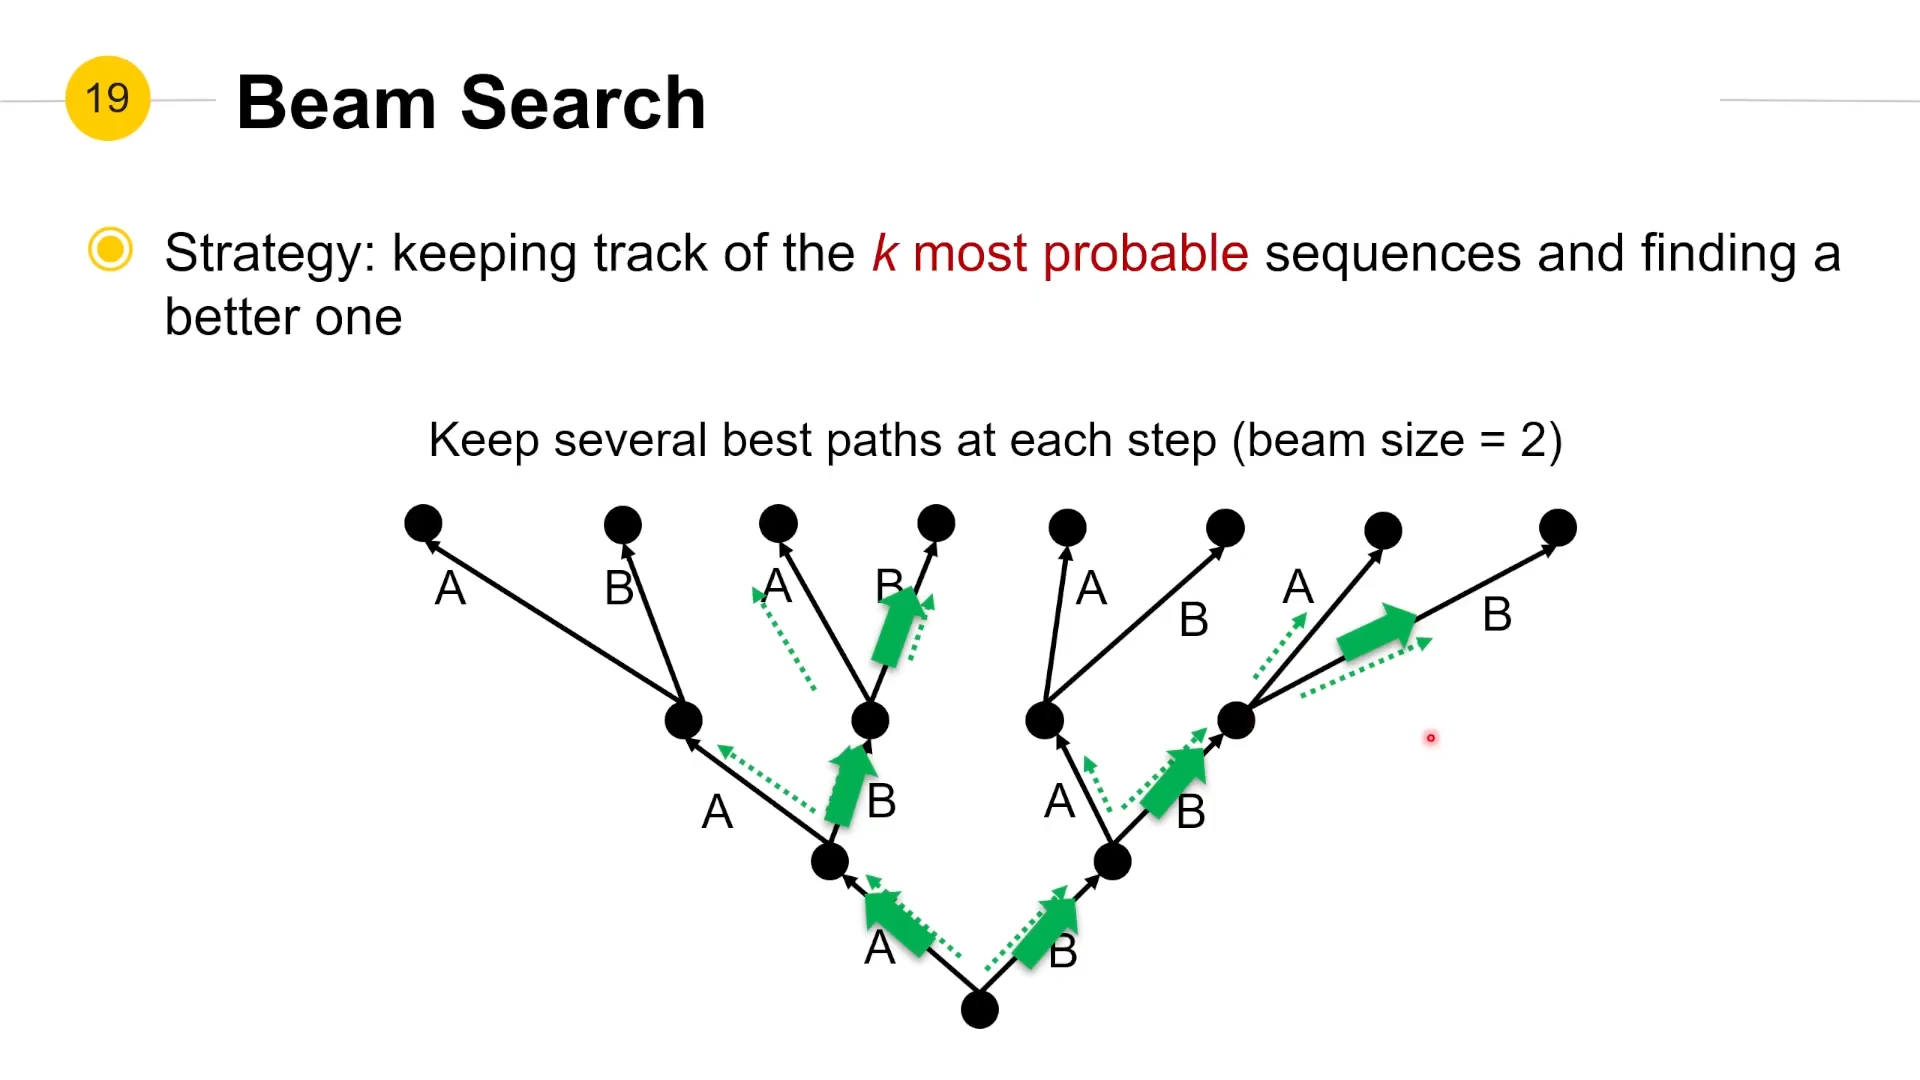 19
Beam Search
Strategy: keeping track of the k most probable sequences and finding a
better one
Keep several best paths at each step (beam size = 2)
A B A B A B A B
A B A B
A B